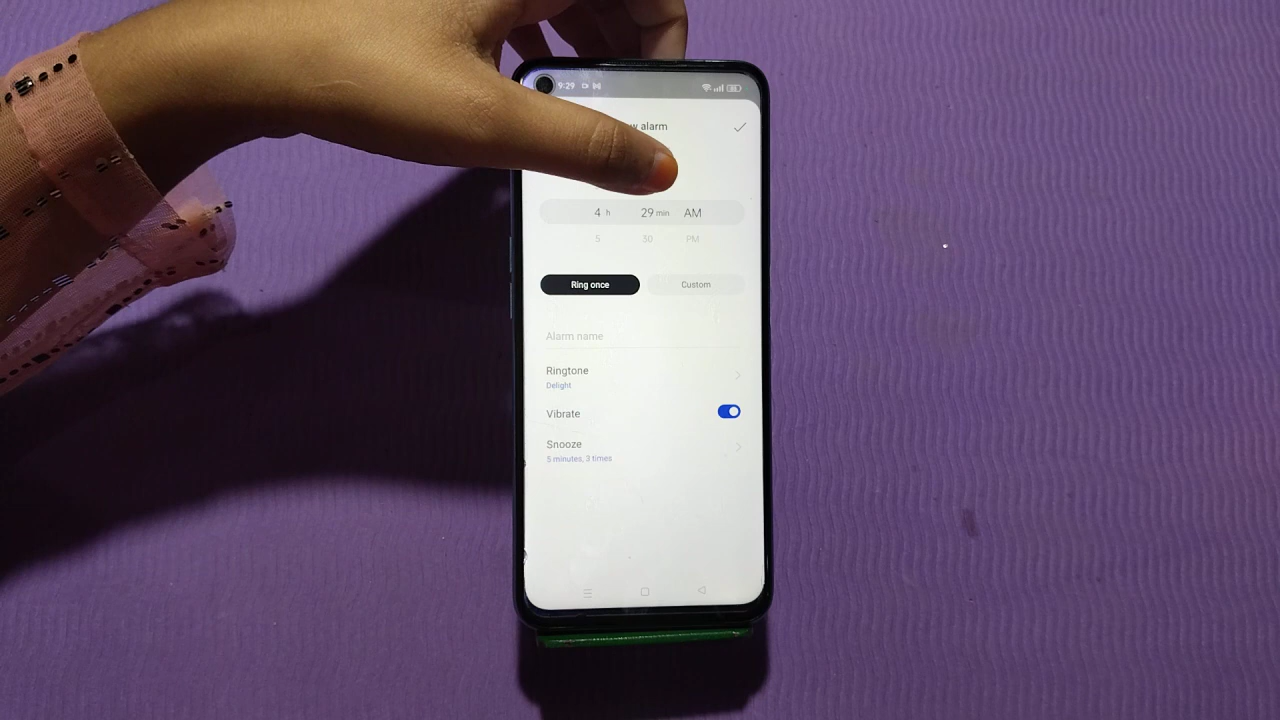 9:29
alarm
4 h 29 min AM
5 30 PM
Ring once Custom
Alarm name
Ringtone
Delight
Vibrate
Snooze
5 minutes, 3 times